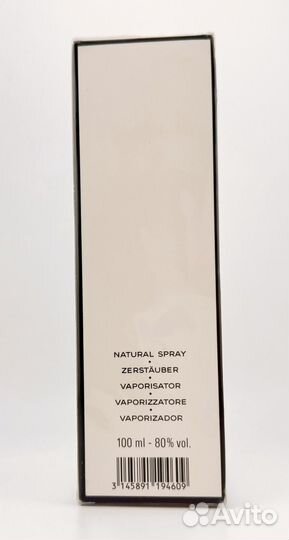 NATURAL SPRAY
•
ZERSTÄUBER
•
VAPORISATOR
•
VAPORIZZATORE
•
VAPORIZADOR
100 ml - 80% vol.
3 145891 194609
Avito